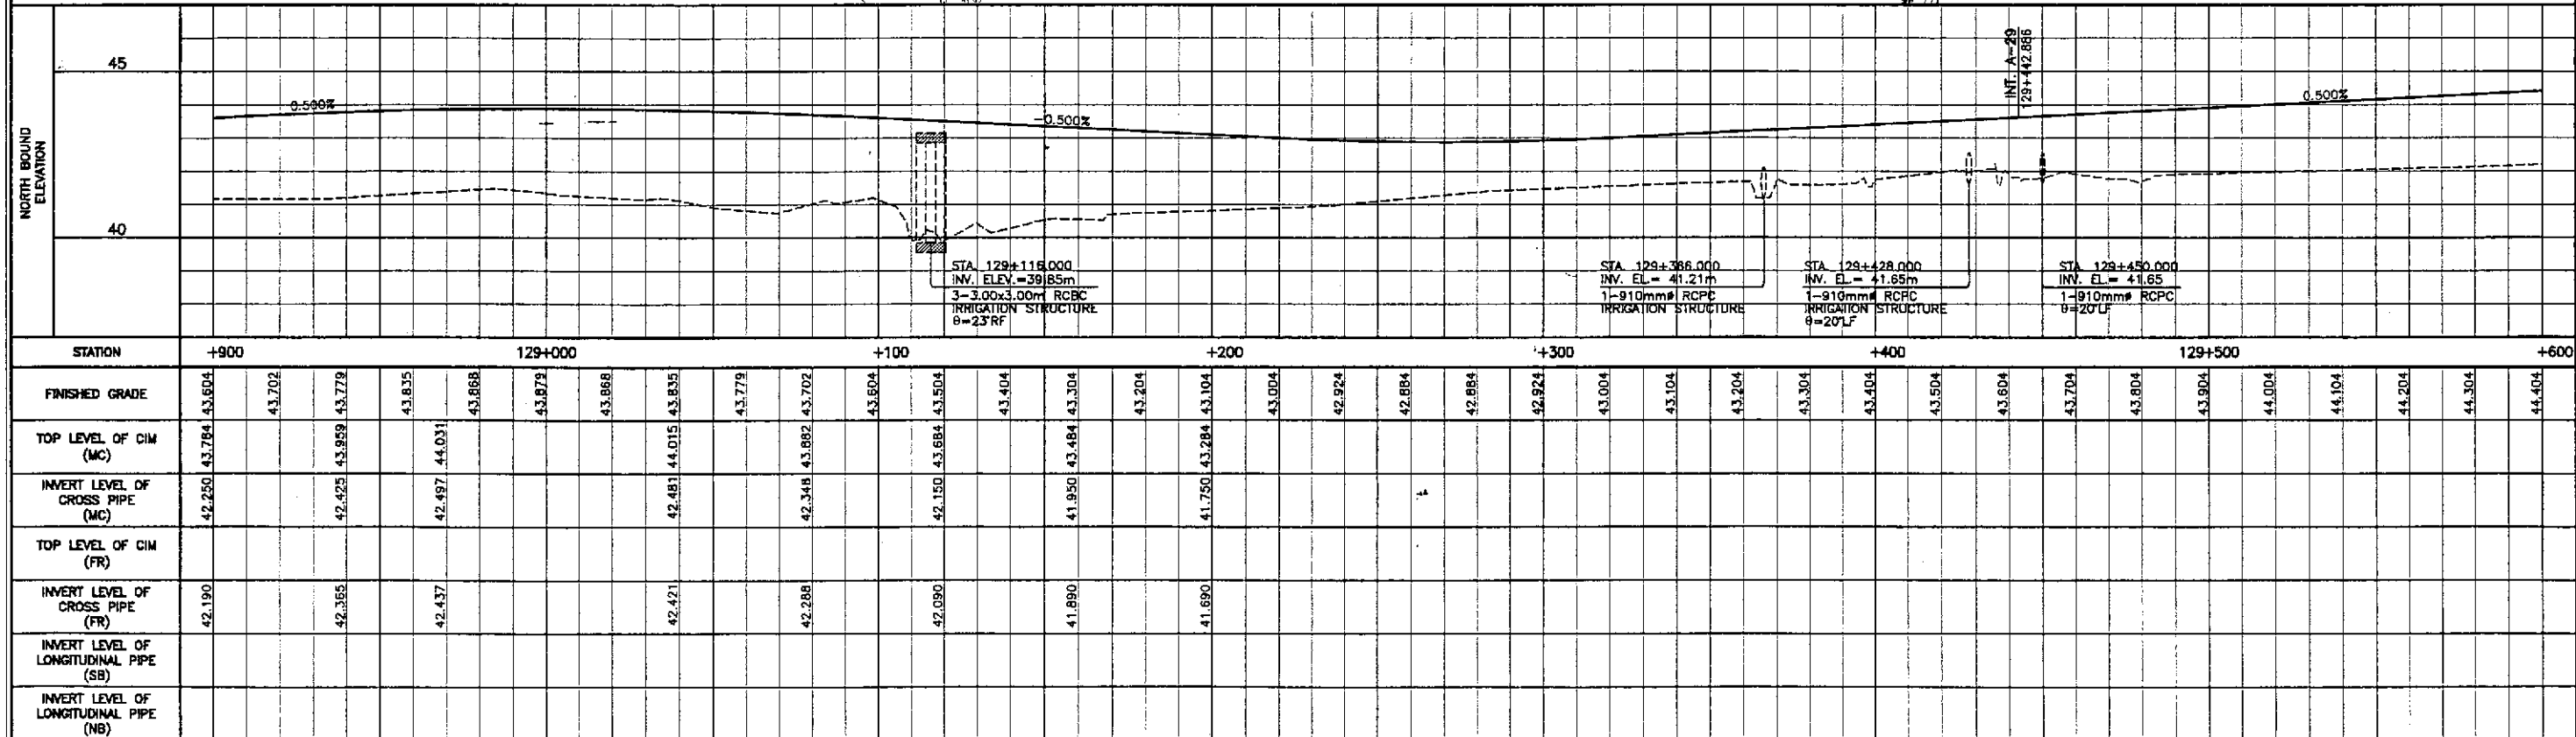 NORTH BOUND
ELEVATION
45
40
0.500%
-0.500%
0.500%
INT. A-29
129+442.886
STA. 129+116.000
INV. ELEV.=39.85m
3-3.00x3.00m RCBC
IRRIGATION STRUCTURE
θ=23°RF
STA. 129+366.000
INV. EL.= 41.21m
1-910mmø RCPC
IRRIGATION STRUCTURE
STA. 129+428.000
INV. EL.= 41.65m
1-910mmø RCPC
IRRIGATION STRUCTURE
θ=20°LF
STA. 129+450.000
INV. EL.= 41.65
1-910mmø RCPC
θ=20°LF
STATION +900 129+000 +100 +200 +300 +400 129+500 +600
FINISHED GRADE 43.604 43.702 43.779 43.835 43.868 43.879 43.868 43.835 43.779 43.702 43.604 43.504 43.404 43.304 43.204 43.104 43.004 42.924 42.884 42.884 42.924 43.004 43.104 43.204 43.304 43.404 43.504 43.604 43.704 43.804 43.904 44.004 44.104 44.204 44.304 44.404
TOP LEVEL OF CIM
(MC)
43.784 43.959 44.031 44.015 43.882 43.684 43.484 43.284
INVERT LEVEL OF
CROSS PIPE
(MC)
42.250 42.425 42.497 42.481 42.348 42.150 41.950 41.750
TOP LEVEL OF CIM
(FR)
INVERT LEVEL OF
CROSS PIPE
(FR)
42.190 42.365 42.437 42.421 42.288 42.090 41.890 41.690
INVERT LEVEL OF
LONGITUDINAL PIPE
(SB)
INVERT LEVEL OF
LONGITUDINAL PIPE
(NB)